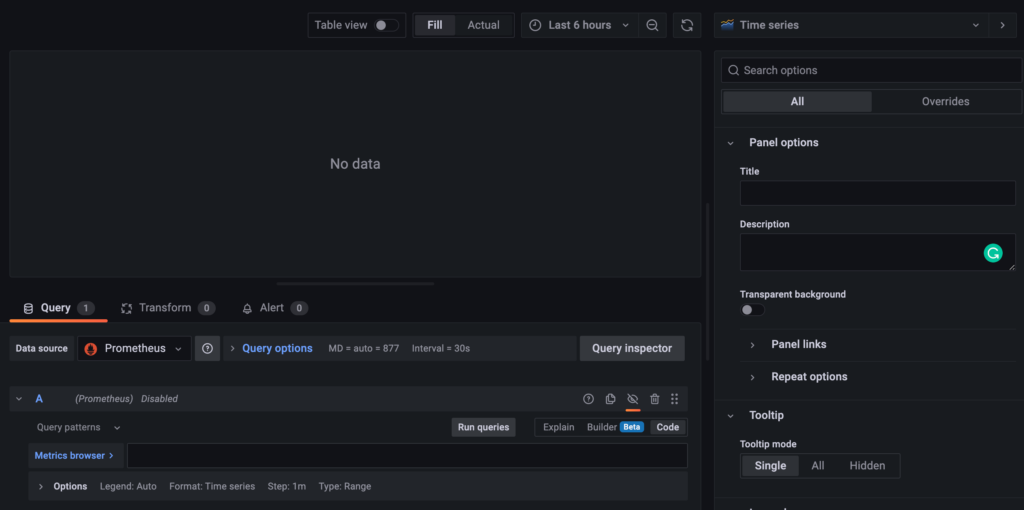 Table view
Fill
Actual
Last 6 hours
Time series
Search options
All
Overrides
No data
Panel options
Title
Description
Transparent background
Panel links
Repeat options
Tooltip
Tooltip mode
Single
All
Hidden
Query 1
Transform 0
Alert 0
Data source
Prometheus
Query options
MD = auto = 877
Interval = 30s
Query inspector
A
(Prometheus)
Disabled
Query patterns
Run queries
Explain
Builder Beta
Code
Metrics browser >
Options
Legend: Auto
Format: Time series
Step: 1m
Type: Range